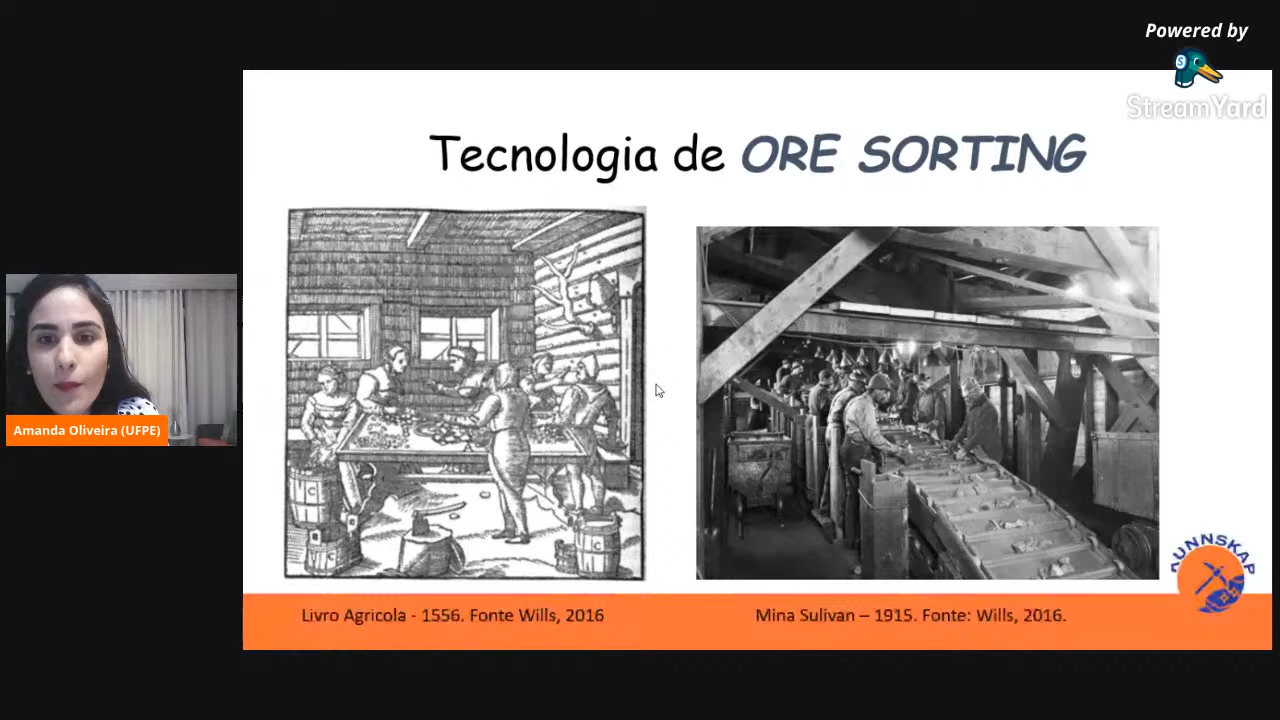 Powered by
StreamYard
Tecnologia de ORE SORTING
Amanda Oliveira (UFPE)
Livro Agricola - 1556. Fonte Wills, 2016
Mina Sulivan – 1915. Fonte: Wills, 2016.